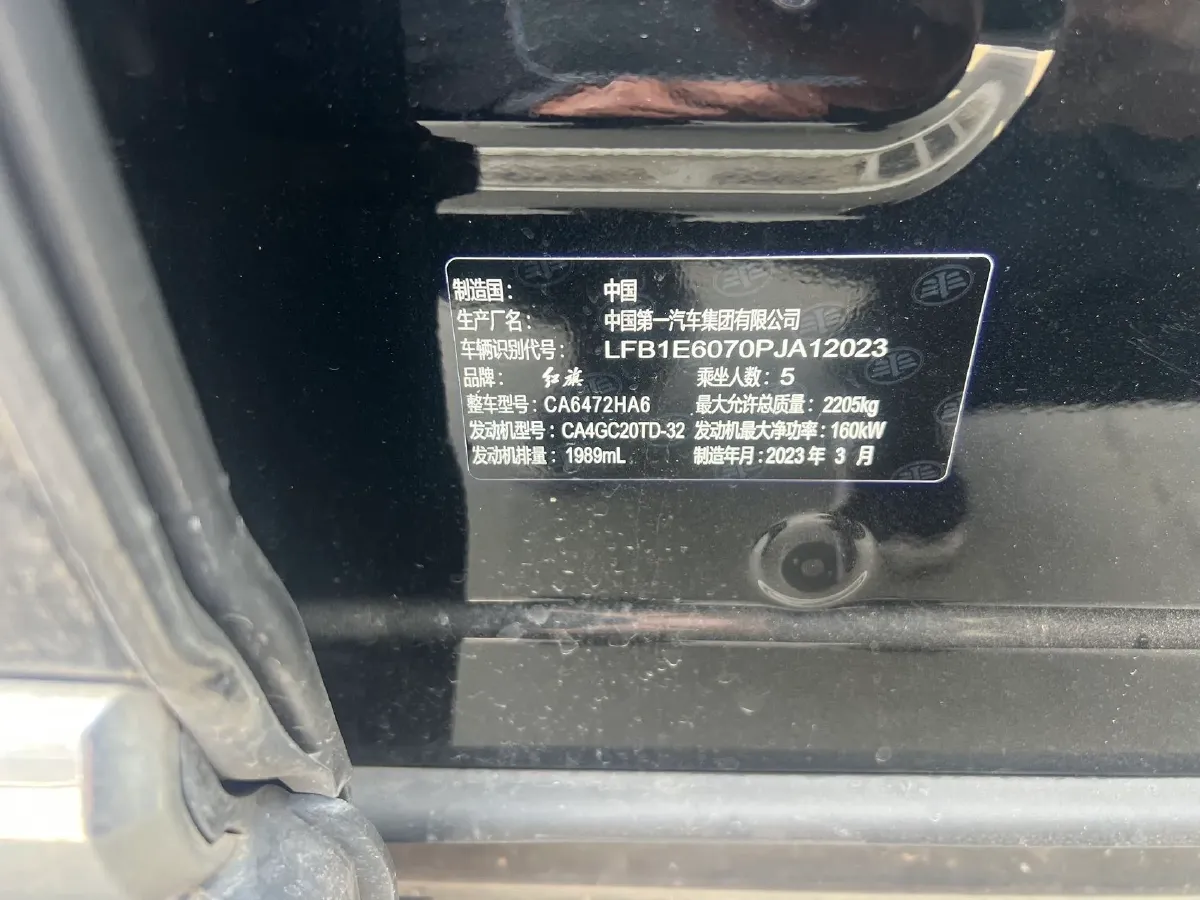 制造国： 中国
生产厂名： 中国第一汽车集团有限公司
车辆识别代号： LFB1E6070PJA12023
品牌： 红旗 乘坐人数：5
整车型号：CA6472HA6 最大允许总质量：2205kg
发动机型号：CA4GC20TD-32 发动机最大净功率：160kW
发动机排量：1989mL 制造年月：2023年 3 月